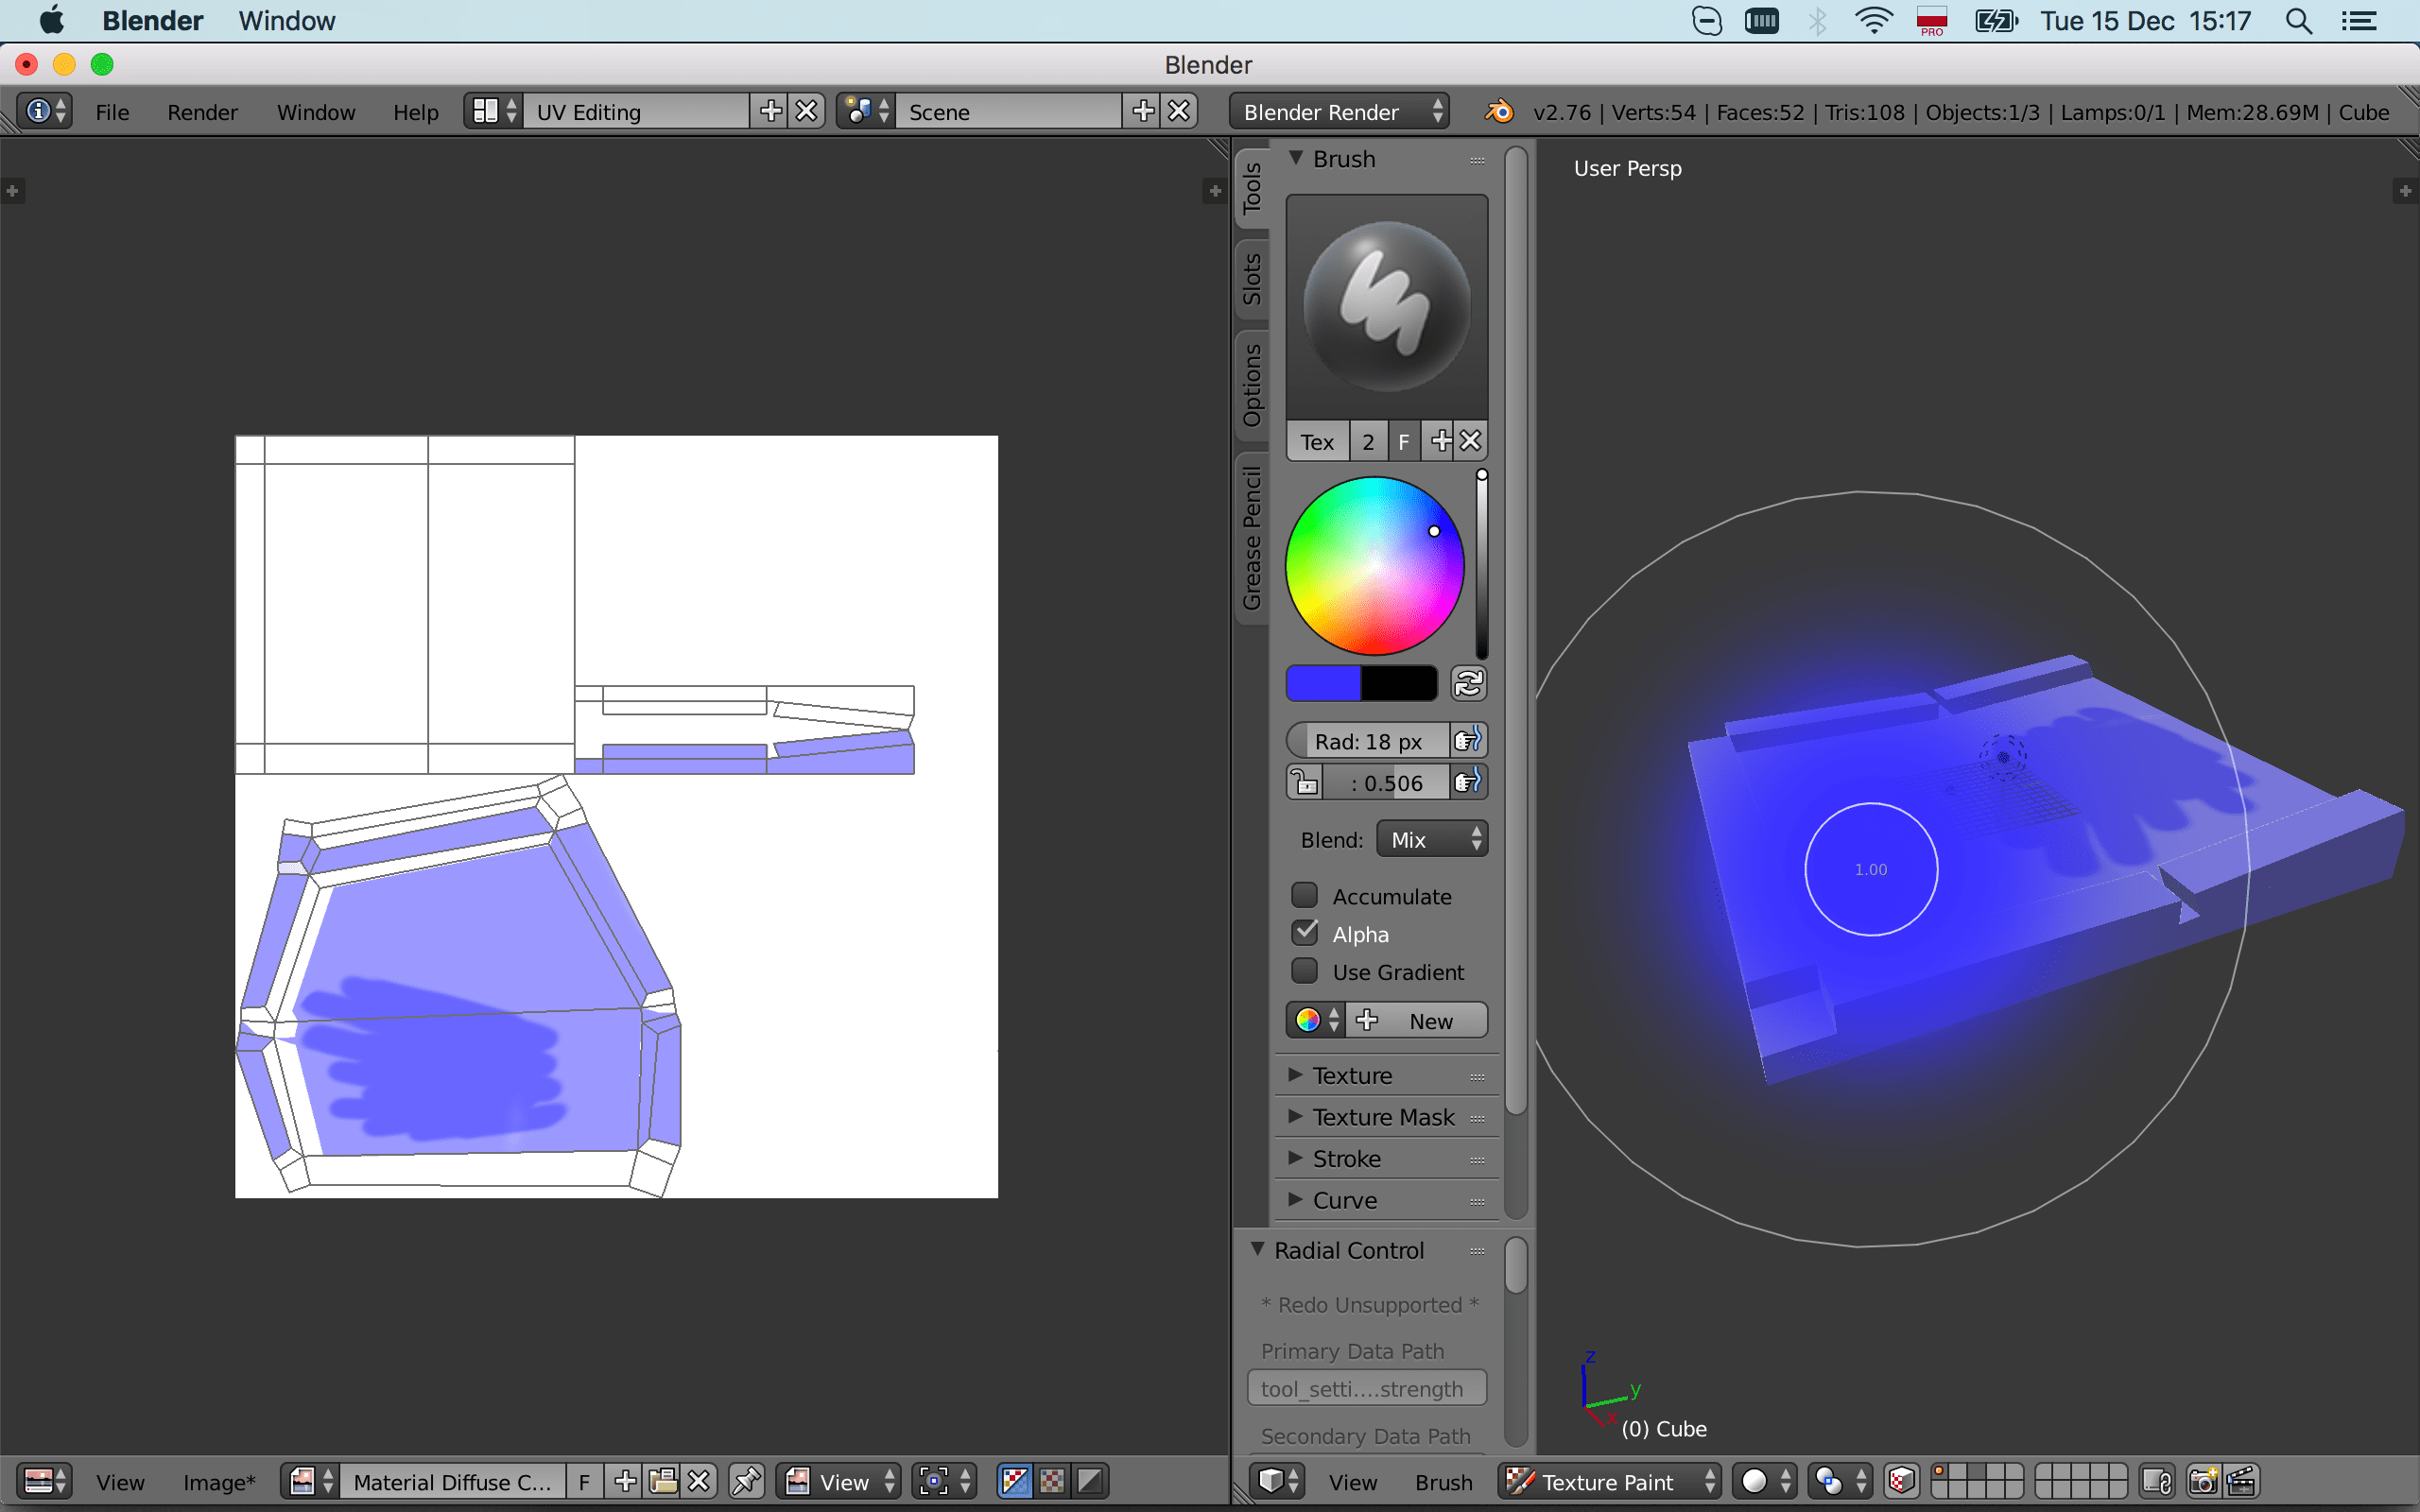 Blender Window PRO Tue 15 Dec 15:17
Blender
File Render Window Help UV Editing Scene Blender Render v2.76 | Verts:54 | Faces:52 | Tris:108 | Objects:1/3 | Lamps:0/1 | Mem:28.69M | Cube
Tools
Slots
Options
Grease Pencil
Brush
Tex 2 F
Rad: 18 px
: 0.506
Blend: Mix
Accumulate
Alpha
Use Gradient
New
Texture
Texture Mask
Stroke
Curve
Radial Control
* Redo Unsupported *
Primary Data Path
tool_setti....strength
Secondary Data Path
User Persp
1.00
z
y
x
(0) Cube
View Image* Material Diffuse C... F View
View Brush Texture Paint